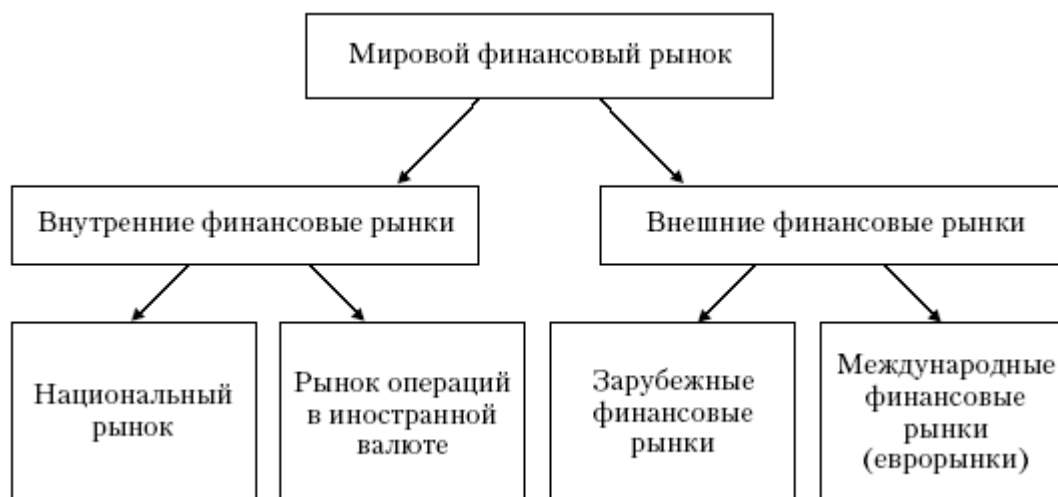 Мировой финансовый рынок
Внутренние финансовые рынки
Внешние финансовые рынки
Национальный
рынок
Рынок операций
в иностранной
валюте
Зарубежные
финансовые
рынки
Международные
финансовые
рынки
(еврорынки)